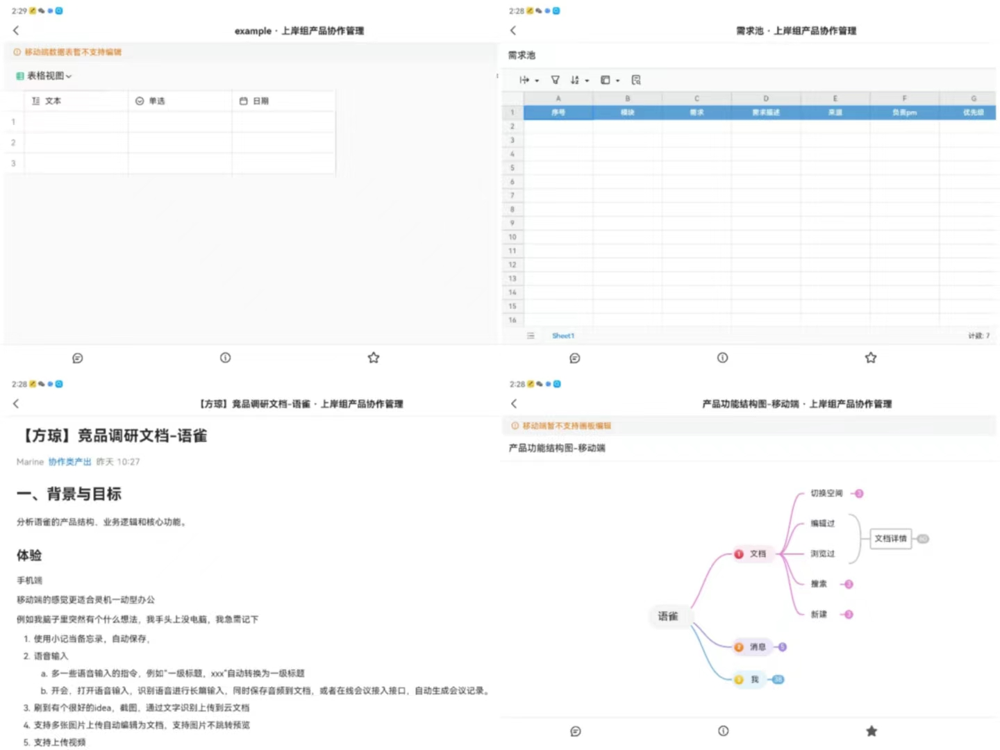 2:29
example · 上岸组产品协作管理
移动端数据表暂不支持编辑
表格视图
文本 单选 日期
1
2
3
2:28
需求池 · 上岸组产品协作管理
需求池
A B C D E F G
1 序号 模块 需求 需求描述 来源 负责pm 优先级
2
3
4
5
6
7
8
9
10
11
12
13
14
15
16
Sheet1 计数: 7
2:28
【方琼】竞品调研文档-语雀 · 上岸组产品协作管理
【方琼】竞品调研文档-语雀
Marine 协作类产出 昨天 10:27
一、背景与目标
分析语雀的产品结构、业务逻辑和核心功能。
体验
手机端
移动端的感觉更适合灵机一动型办公
例如我脑子里突然有个什么想法，我手头上没电脑，我急需记下
1. 使用小记当备忘录，自动保存，
2. 语音输入
a. 多一些语音输入的指令，例如“一级标题，xxx”自动转换为一级标题
b. 开会，打开语音输入，识别语音进行长篇输入，同时保存音频到文档，或者在线会议接入接口，自动生成会议记录。
3. 刷到有个很好的idea，截图，通过文字识别上传到云文档
4. 支持多张图片上传自动编辑为文档，支持图片不跳转预览
5. 支持上传视频
2:28
产品功能结构图-移动端 · 上岸组产品协作管理
移动端暂不支持画板编辑
产品功能结构图-移动端
切换空间 3
编辑过
文档详情
1 文档
浏览过
搜索 3
新建 3
语雀
2 消息 5
3 我